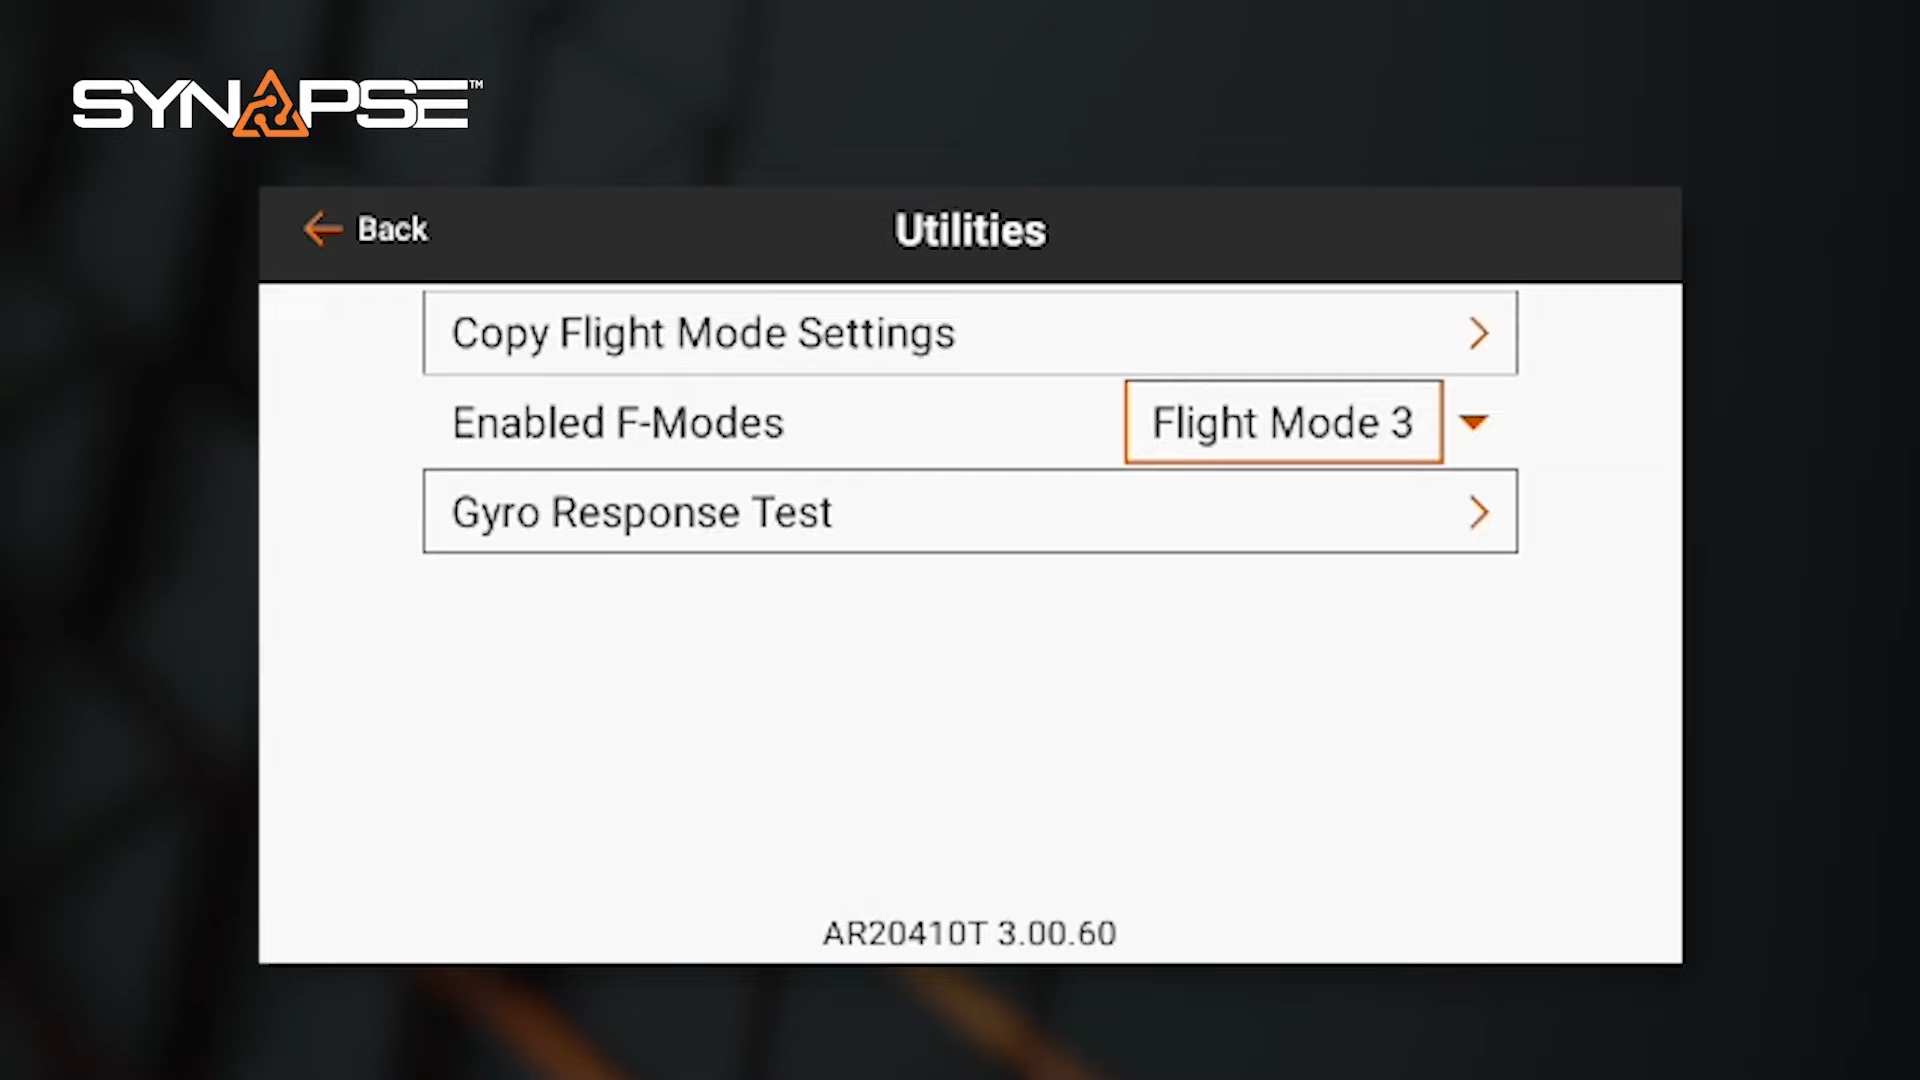 SYNAPSE™
Back
Utilities
Copy Flight Mode Settings
Enabled F-Modes Flight Mode 3
Gyro Response Test
AR20410T 3.00.60